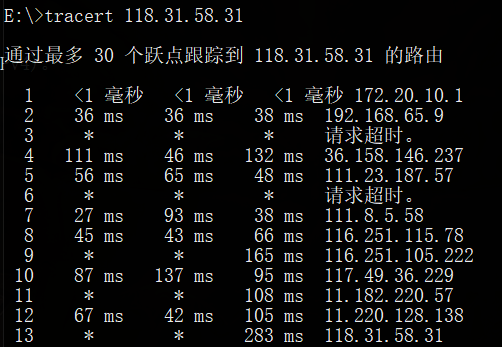 E:\>tracert 118.31.58.31
通过最多 30 个跃点跟踪到 118.31.58.31 的路由
1 <1 毫秒 <1 毫秒 <1 毫秒 172.20.10.1
2 36 ms 36 ms 38 ms 192.168.65.9
3 * * * 请求超时。
4 111 ms 46 ms 132 ms 36.158.146.237
5 56 ms 65 ms 48 ms 111.23.187.57
6 * * * 请求超时。
7 27 ms 93 ms 38 ms 111.8.5.58
8 45 ms 43 ms 66 ms 116.251.115.78
9 * * 165 ms 116.251.105.222
10 87 ms 137 ms 95 ms 117.49.36.229
11 * * 108 ms 11.182.220.57
12 67 ms 42 ms 105 ms 11.220.128.138
13 * * 283 ms 118.31.58.31